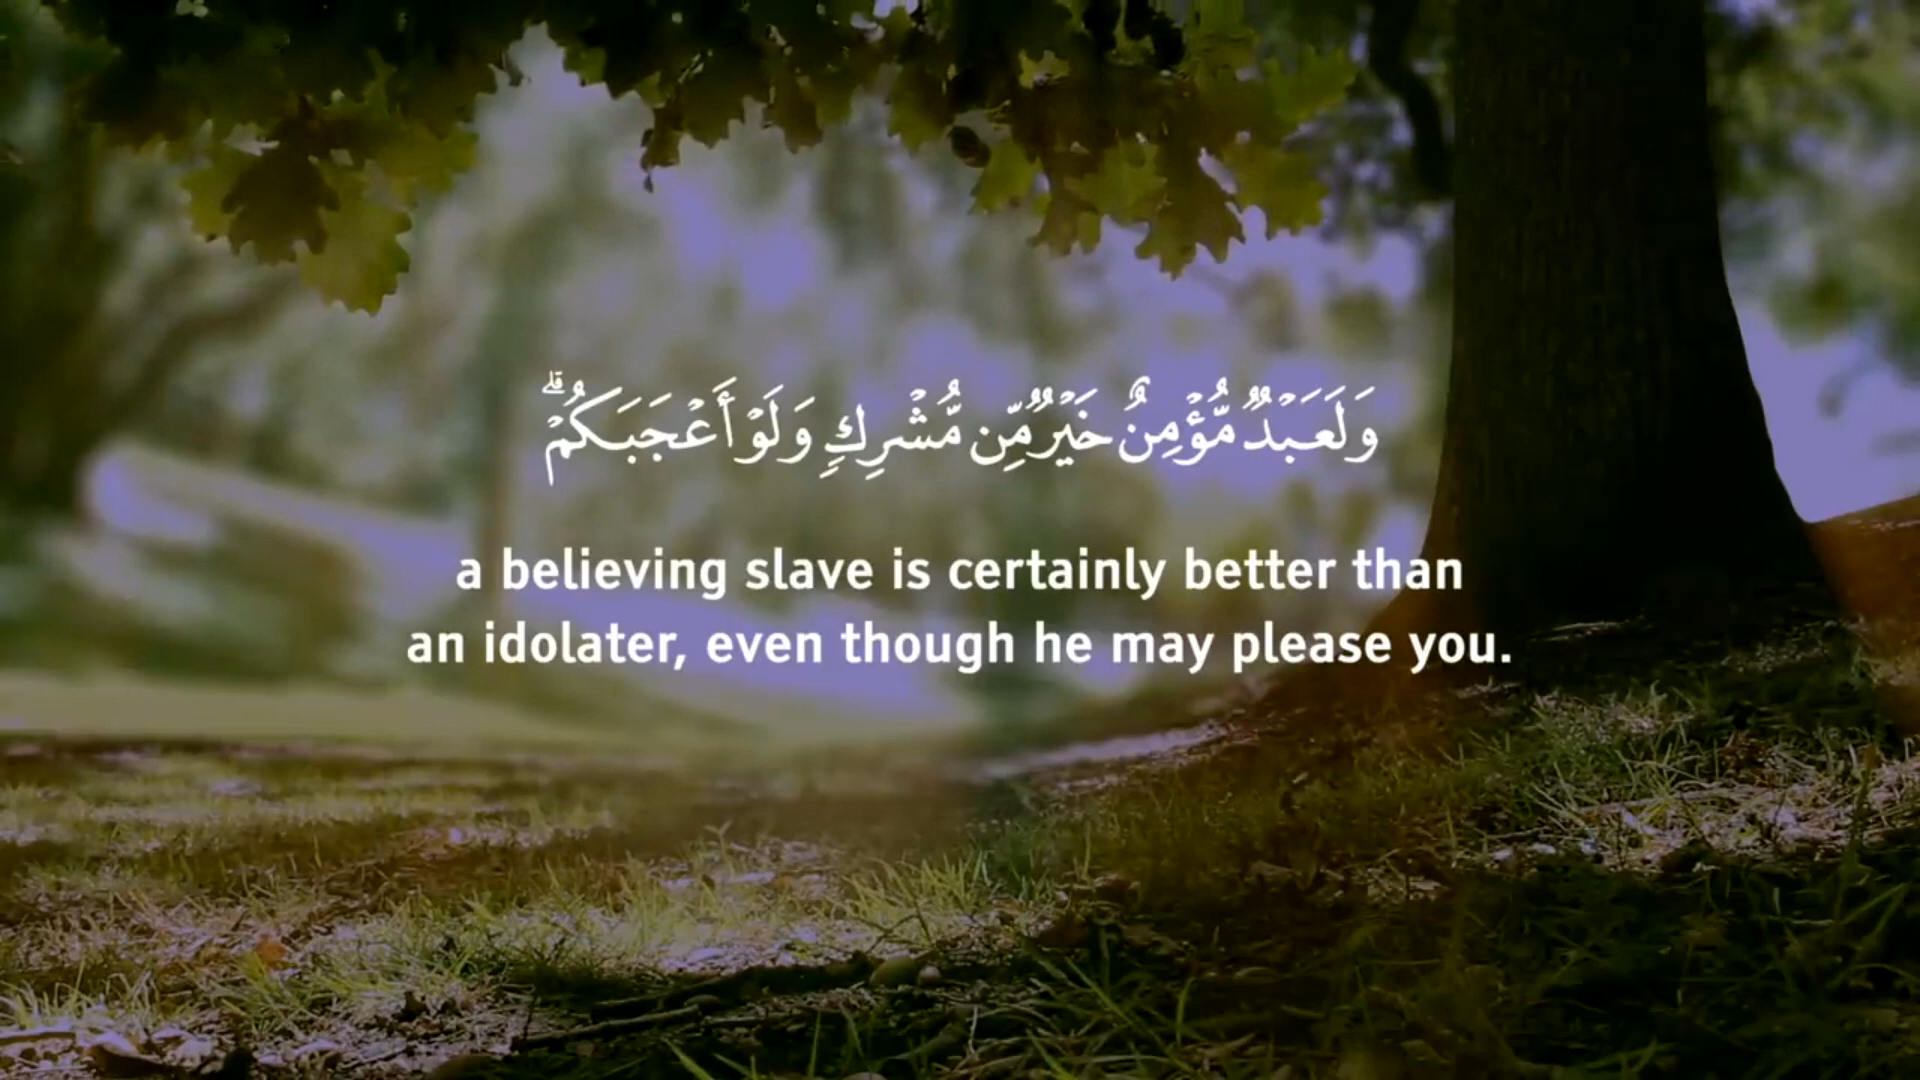 وَلَعَبۡدٌ مُّؤۡمِنٌ خَيۡرٌ مِّن مُّشۡرِكٍ وَلَوۡ أَعۡجَبَكُمۡۗ
a believing slave is certainly better than
an idolater, even though he may please you.